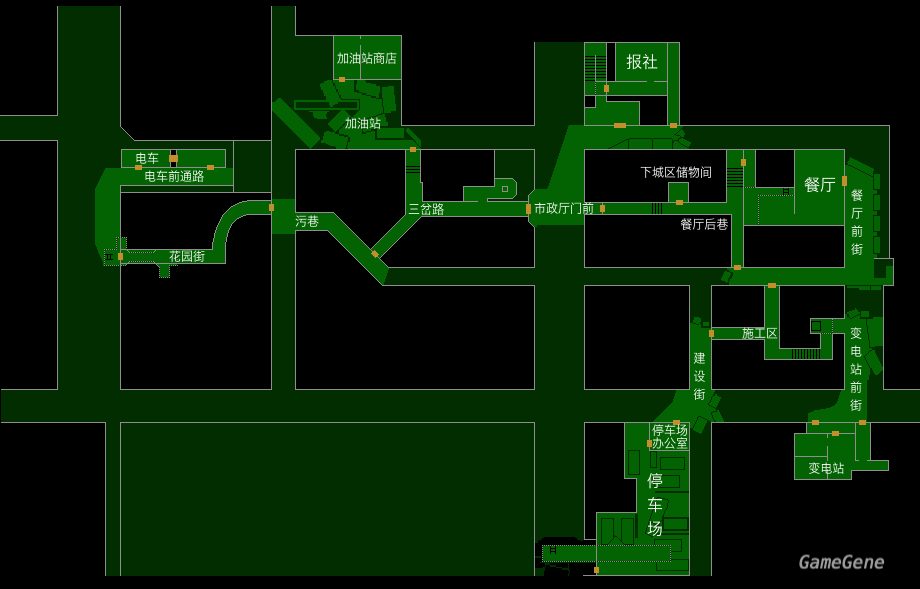 加油站商店
报社
加油站
电车
电车前通路
下城区储物间
餐厅
三岔路
市政厅门前
餐厅前街
污巷
餐厅后巷
花园街
施工区
建设街
变电站前街
停车场
办公室
变电站
停车场
GameGene